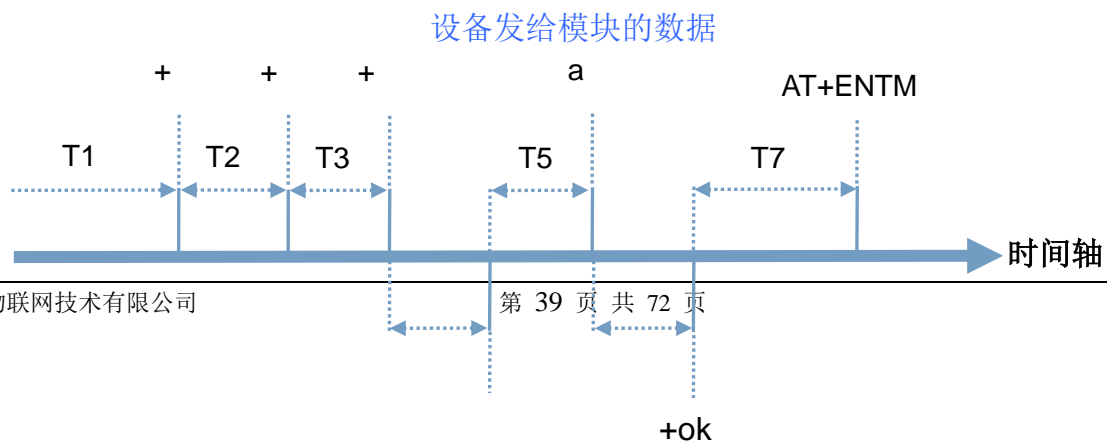 设备发给模块的数据
+ + + a AT+ENTM
T1 T2 T3 T5 T7
时间轴
物联网技术有限公司 第 39 页 共 72 页
+ok